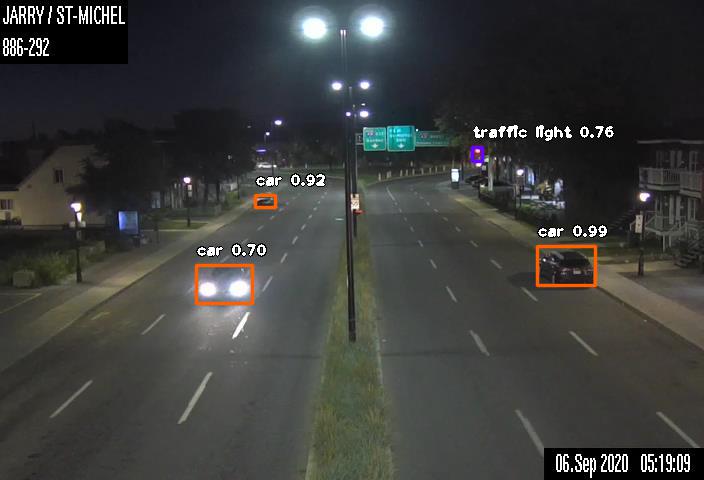 JARRY / ST-MICHEL
886-292
traffic light 0.76
car 0.92
car 0.99
car 0.70
06.Sep 2020 05:19:09